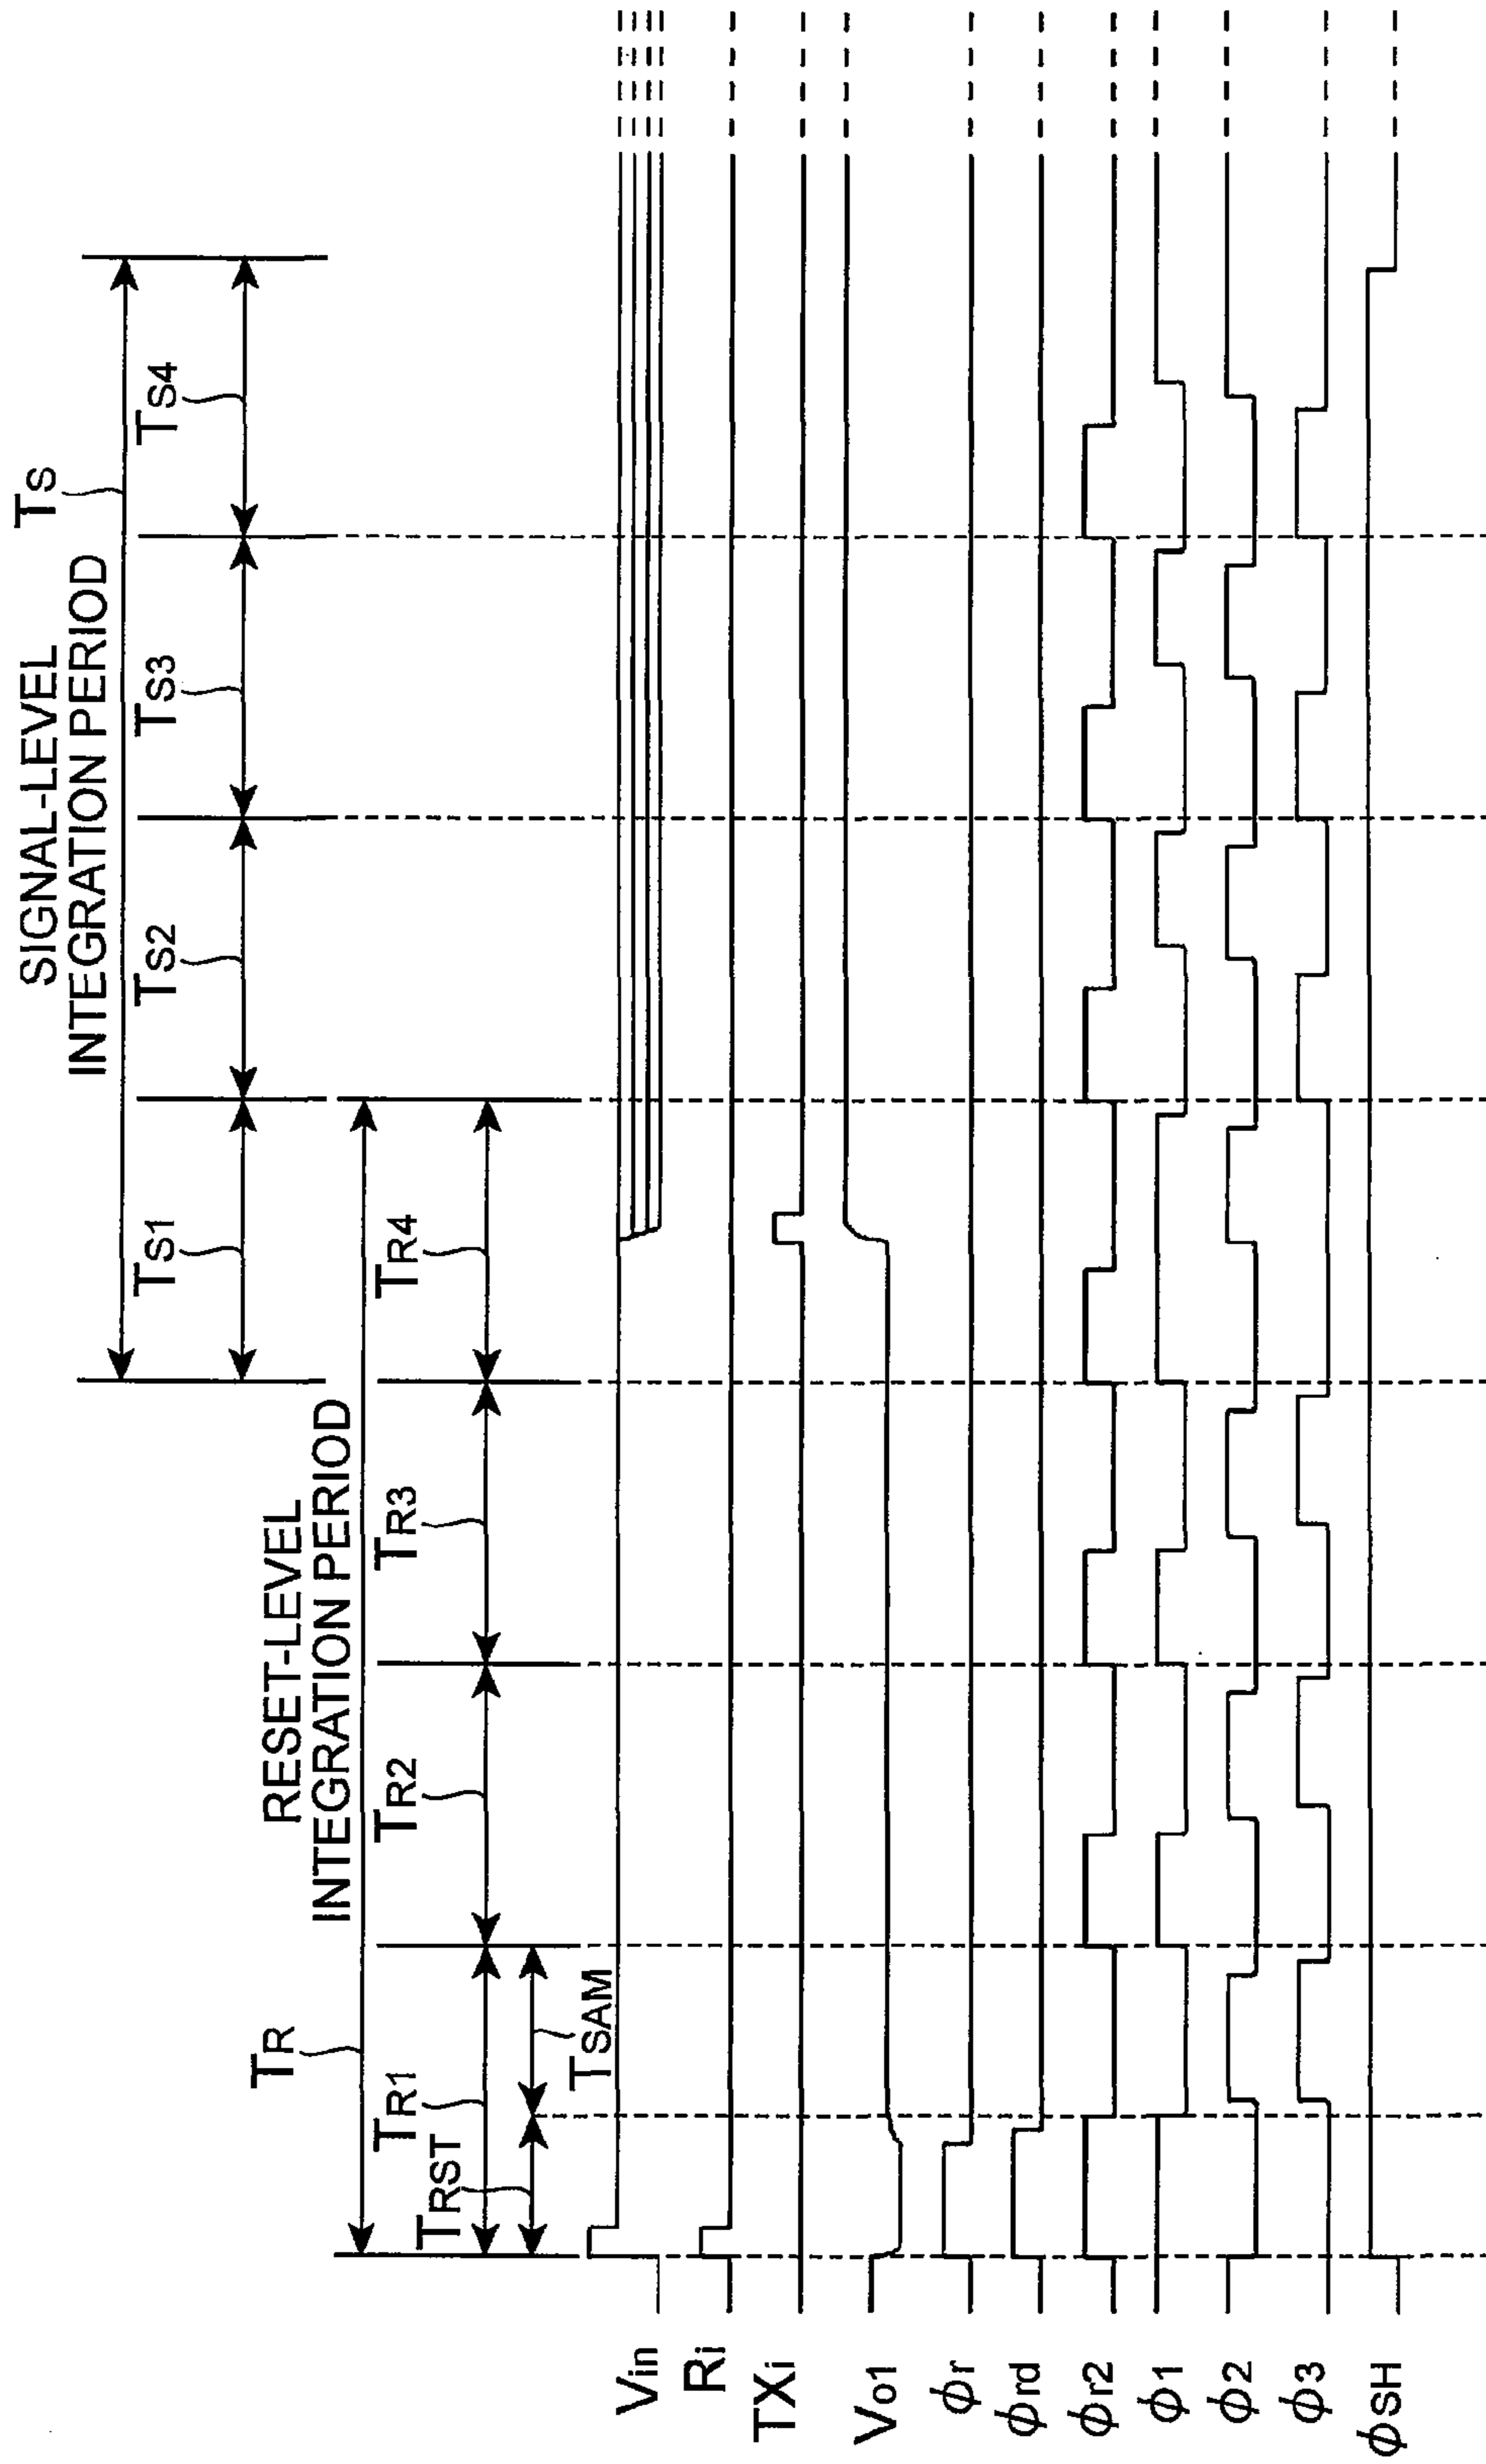 SIGNAL-LEVEL
INTEGRATION PERIOD
TS
TS1
TS2
TS3
TS4
RESET-LEVEL
INTEGRATION PERIOD
TR
TR1
TR2
TR3
TR4
TRST
TSAM
Vin
Ri
TXi
Vo1
ϕr
ϕrd
ϕr2
ϕ1
ϕ2
ϕ3
ϕSH